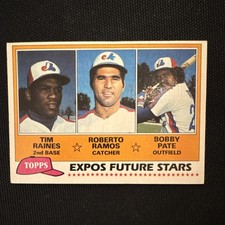 TIM
RAINES
2nd BASE
ROBERTO
RAMOS
CATCHER
BOBBY
PATE
OUTFIELD
TOPPS
EXPOS FUTURE STARS